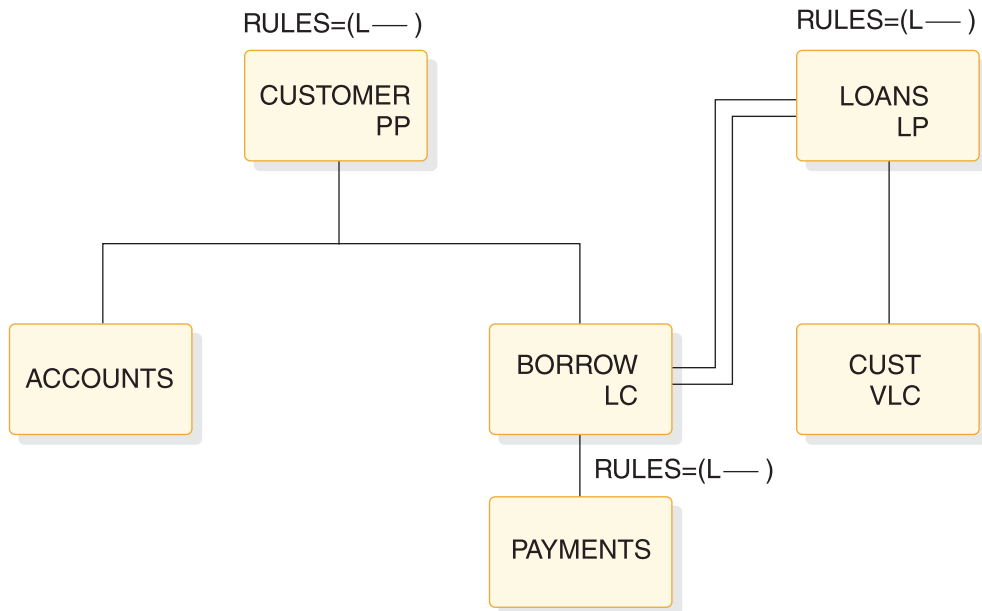 RULES=(L— )
RULES=(L— )
CUSTOMER
PP
LOANS
LP
ACCOUNTS
BORROW
LC
CUST
VLC
RULES=(L— )
PAYMENTS